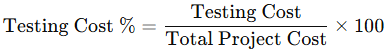 Testing Cost % = Testing Cost / Total Project Cost × 100